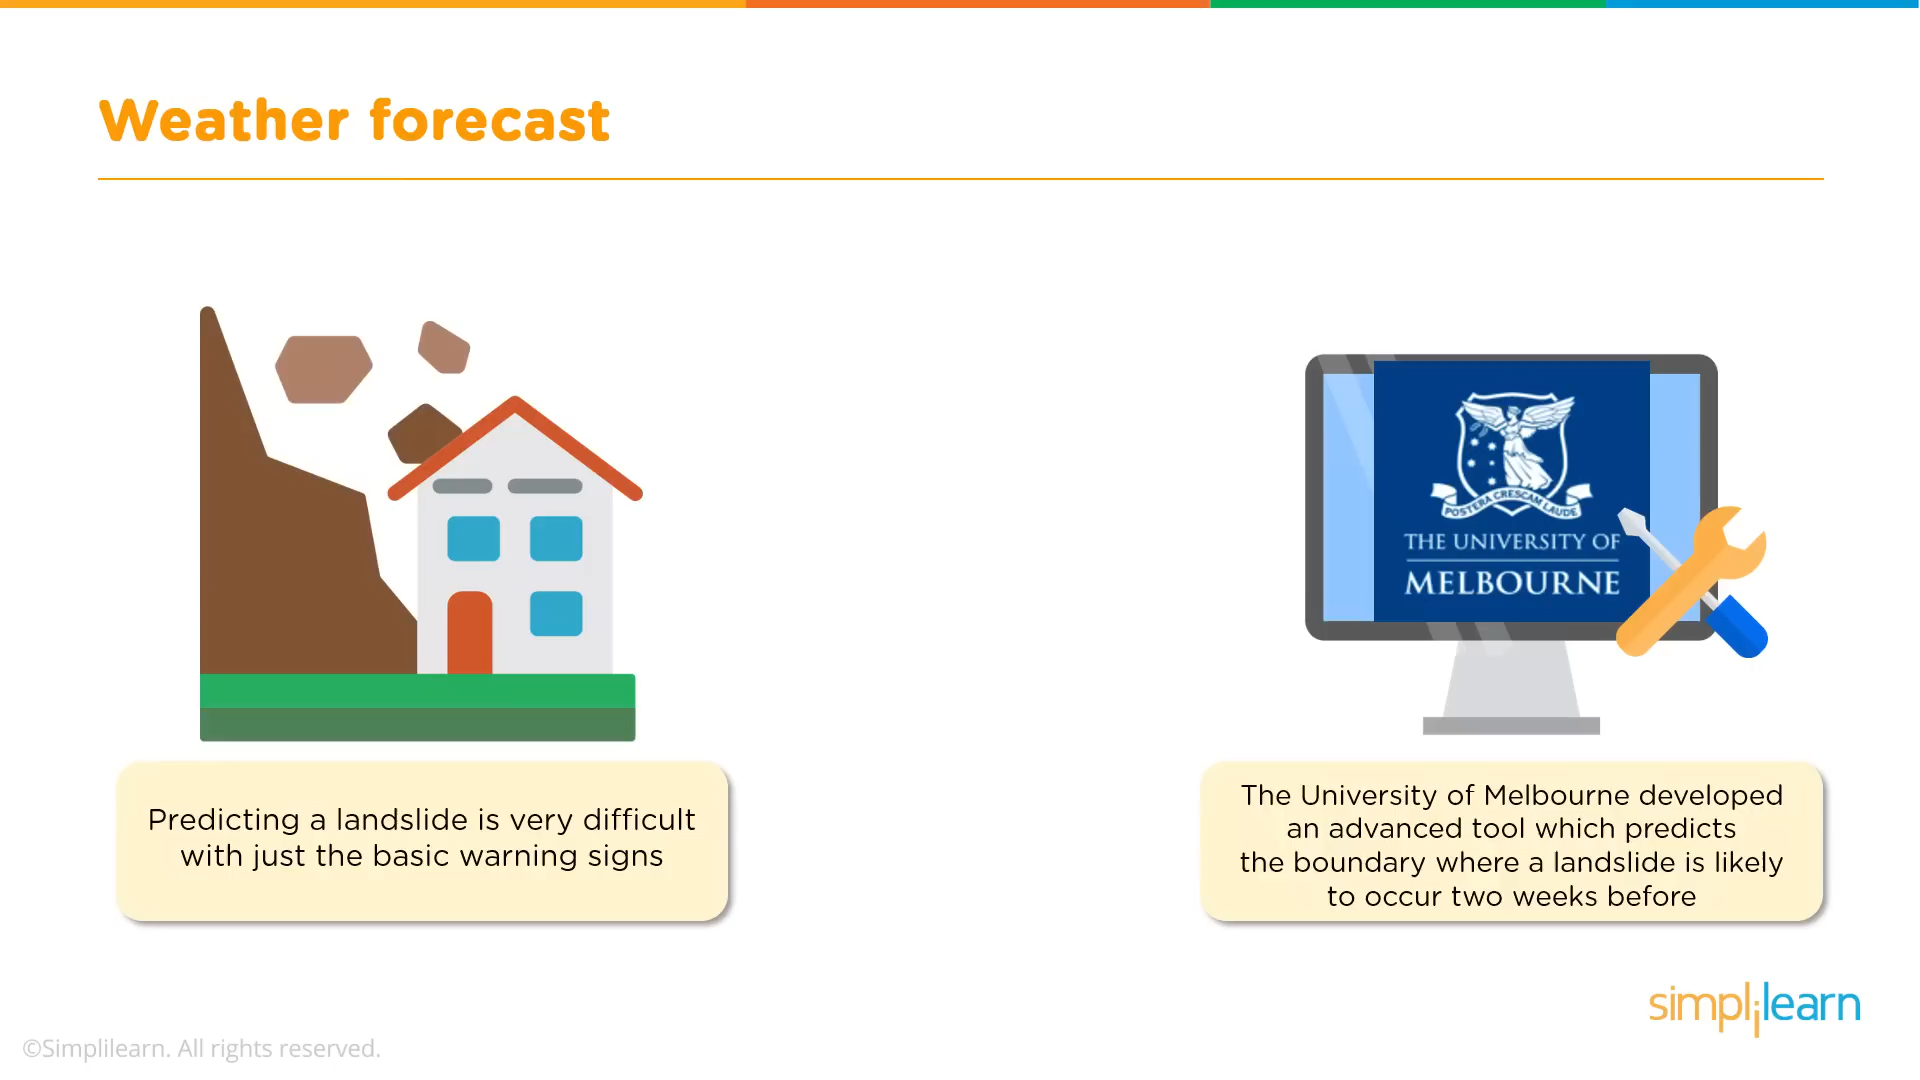 Weather forecast
POSTERA CRESCAM LAUDE
THE UNIVERSITY OF
MELBOURNE
Predicting a landslide is very difficult
with just the basic warning signs
The University of Melbourne developed
an advanced tool which predicts
the boundary where a landslide is likely
to occur two weeks before
simplilearn
©Simplilearn. All rights reserved.